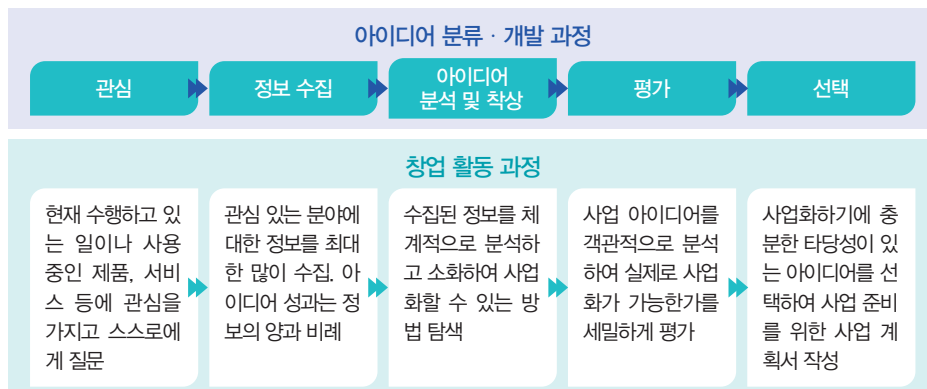 아이디어 분류 · 개발 과정
관심
정보 수집
아이디어
분석 및 착상
평가
선택
창업 활동 과정
현재 수행하고 있
는 일이나 사용
중인 제품, 서비
스 등에 관심을
가지고 스스로에
게 질문
관심 있는 분야에
대한 정보를 최대
한 많이 수집. 아
이디어 성과는 정
보의 양과 비례
수집된 정보를 체
계적으로 분석하
고 소화하여 사업
화할 수 있는 방
법 탐색
사업 아이디어를
객관적으로 분석
하여 실제로 사업
화가 가능한가를
세밀하게 평가
사업화하기에 충
분한 타당성이 있
는 아이디어를 선
택하여 사업 준비
를 위한 사업 계
획서 작성